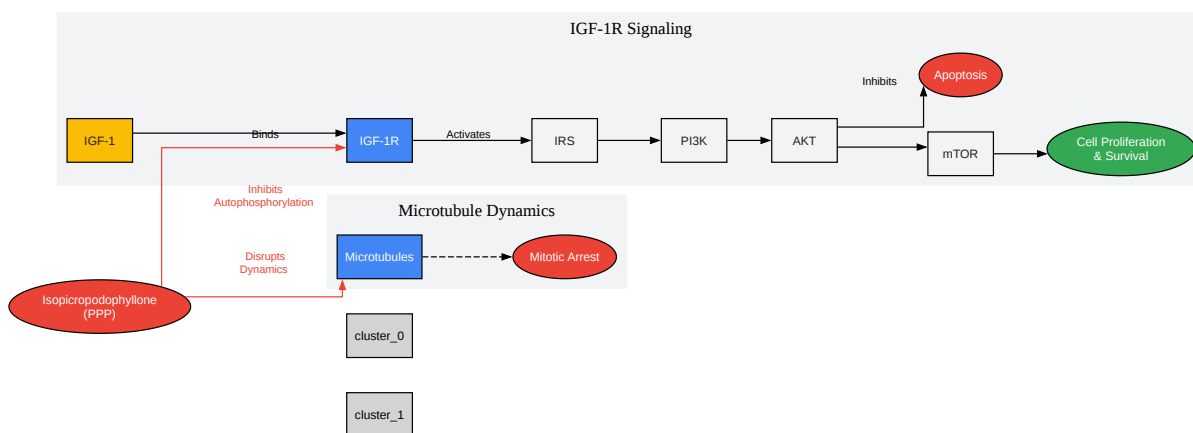 IGF-1R Signaling
Inhibits
Apoptosis
IGF-1
Binds
IGF-1R
Activates
IRS
PI3K
AKT
mTOR
Cell Proliferation
& Survival
Inhibits
Autophosphorylation
Microtubule Dynamics
Disrupts
Dynamics
Microtubules
Mitotic Arrest
Isopicropodophyllone
(PPP)
cluster_0
cluster_1